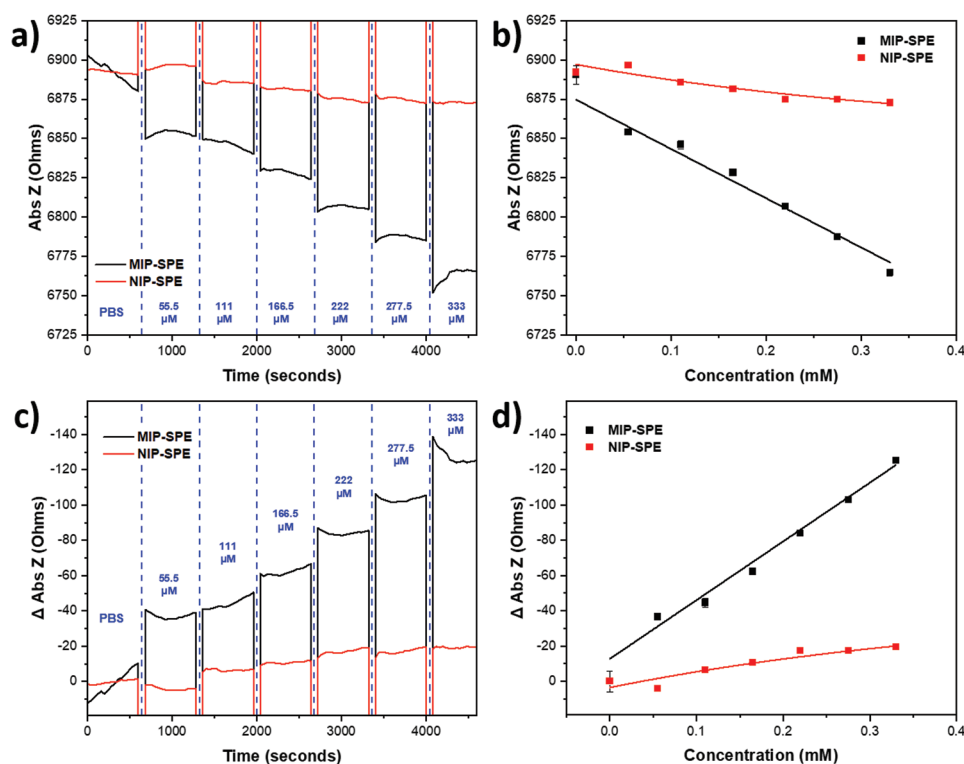 a)
6925
6900
6875
6850
6825
6800
6775
6750
6725
Abs Z (Ohms)
MIP-SPE
NIP-SPE
PBS
55.5 µM
111 µM
166.5 µM
222 µM
277.5 µM
333 µM
0 1000 2000 3000 4000
Time (seconds)
b)
6925
6900
6875
6850
6825
6800
6775
6750
6725
Abs Z (Ohms)
MIP-SPE
NIP-SPE
0.0 0.1 0.2 0.3 0.4
Concentration (mM)
c)
-140
-120
-100
-80
-60
-40
-20
0
Δ Abs Z (Ohms)
MIP-SPE
NIP-SPE
PBS
55.5 µM
111 µM
166.5 µM
222 µM
277.5 µM
333 µM
0 1000 2000 3000 4000
Time (seconds)
d)
-140
-120
-100
-80
-60
-40
-20
0
Δ Abs Z (Ohms)
MIP-SPE
NIP-SPE
0.0 0.1 0.2 0.3 0.4
Concentration (mM)